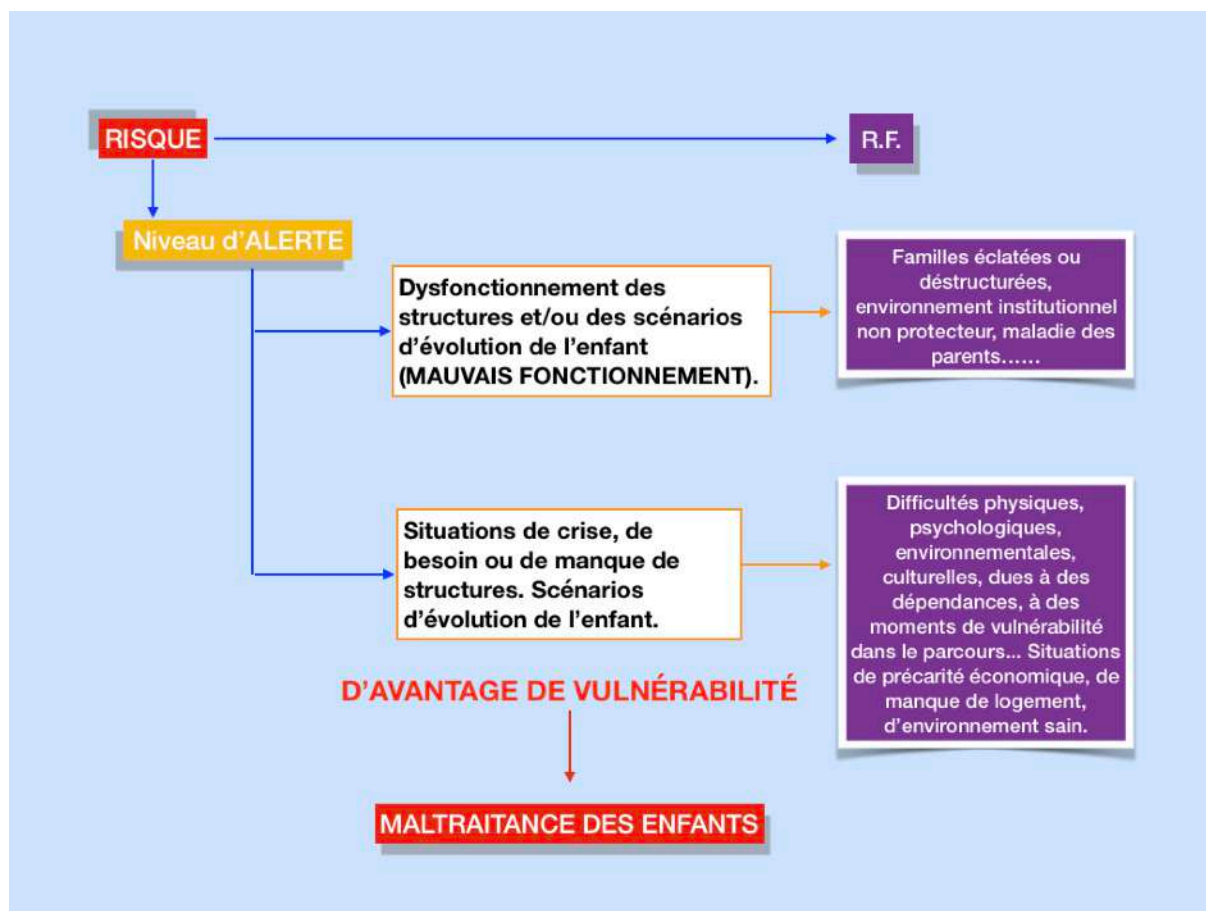 RISQUE
R.F.
Niveau d’ALERTE
Dysfonctionnement des
structures et/ou des scénarios
d’évolution de l’enfant
(MAUVAIS FONCTIONNEMENT).
Familles éclatées ou
déstructurées,
environnement institutionnel
non protecteur, maladie des
parents......
Situations de crise, de
besoin ou de manque de
structures. Scénarios
d’évolution de l’enfant.
Difficultés physiques,
psychologiques,
environnementales,
culturelles, dues à des
dépendances, à des
moments de vulnérabilité
dans le parcours... Situations
de précarité économique, de
manque de logement,
d’environnement sain.
D’AVANTAGE DE VULNÉRABILITÉ
MALTRAITANCE DES ENFANTS